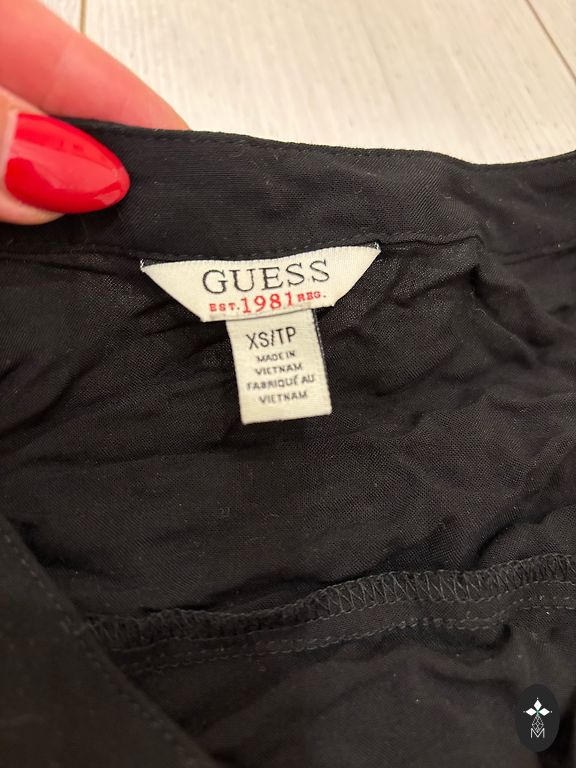 GUESS
EST. 1981 REG.
XS/TP
MADE IN
VIETNAM
FABRIQUÉ AU
VIETNAM
M